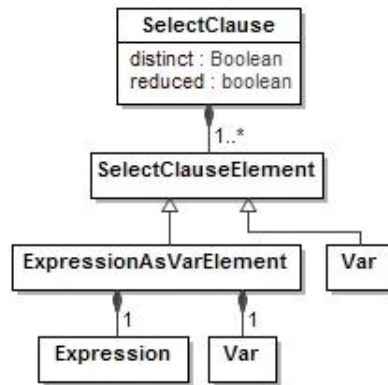 SelectClause
distinct : Boolean
reduced : boolean
1..*
SelectClauseElement
ExpressionAsVarElement
Var
1
1
Expression
Var